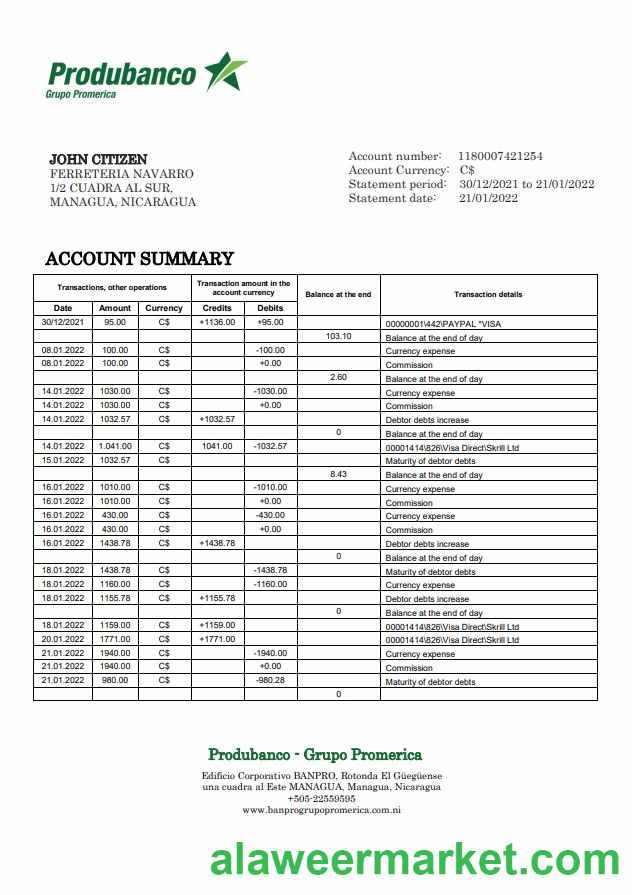 Produbanco
Grupo Promerica
JOHN CITIZEN
FERRETERIA NAVARRO
1/2 CUADRA AL SUR,
MANAGUA, NICARAGUA
Account number: 1180007421254
Account Currency: C$
Statement period: 30/12/2021 to 21/01/2022
Statement date: 21/01/2022
ACCOUNT SUMMARY
Transactions, other operations Transaction amount in the account currency Balance at the end Transaction details
Date Amount Currency Credits Debits
30/12/2021 95.00 C$ +1136.00 +95.00 00000001\442\PAYPAL "VISA
103.10 Balance at the end of day
08.01.2022 100.00 C$ -100.00 Currency expense
08.01.2022 100.00 C$ +0.00 Commission
2.60 Balance at the end of day
14.01.2022 1030.00 C$ -1030.00 Currency expense
14.01.2022 1030.00 C$ +0.00 Commission
14.01.2022 1032.57 C$ +1032.57 Debtor debts increase
0 Balance at the end of day
14.01.2022 1.041.00 C$ 1041.00 -1032.57 00001414\826\Visa Direct\Skrill Ltd
15.01.2022 1032.57 C$ Maturity of debtor debts
8.43 Balance at the end of day
16.01.2022 1010.00 C$ -1010.00 Currency expense
16.01.2022 1010.00 C$ +0.00 Commission
16.01.2022 430.00 C$ -430.00 Currency expense
16.01.2022 430.00 C$ +0.00 Commission
16.01.2022 1438.78 C$ +1438.78 Debtor debts increase
0 Balance at the end of day
18.01.2022 1438.78 C$ -1438.78 Maturity of debtor debts
18.01.2022 1160.00 C$ -1160.00 Currency expense
18.01.2022 1155.78 C$ +1155.78 Debtor debts increase
0 Balance at the end of day
18.01.2022 1159.00 C$ +1159.00 00001414\826\Visa Direct\Skrill Ltd
20.01.2022 1771.00 C$ +1771.00 00001414\826\Visa Direct\Skrill Ltd
21.01.2022 1940.00 C$ -1940.00 Currency expense
21.01.2022 1940.00 C$ +0.00 Commission
21.01.2022 980.00 C$ -980.28 Maturity of debtor debts
0
Produbanco - Grupo Promerica
Edificio Corporativo BANPRO, Rotonda El Güegüense
una cuadra al Este MANAGUA, Managua, Nicaragua
+505-22559595
www.banprogrupopromerica.com.ni
alaweermarket.com